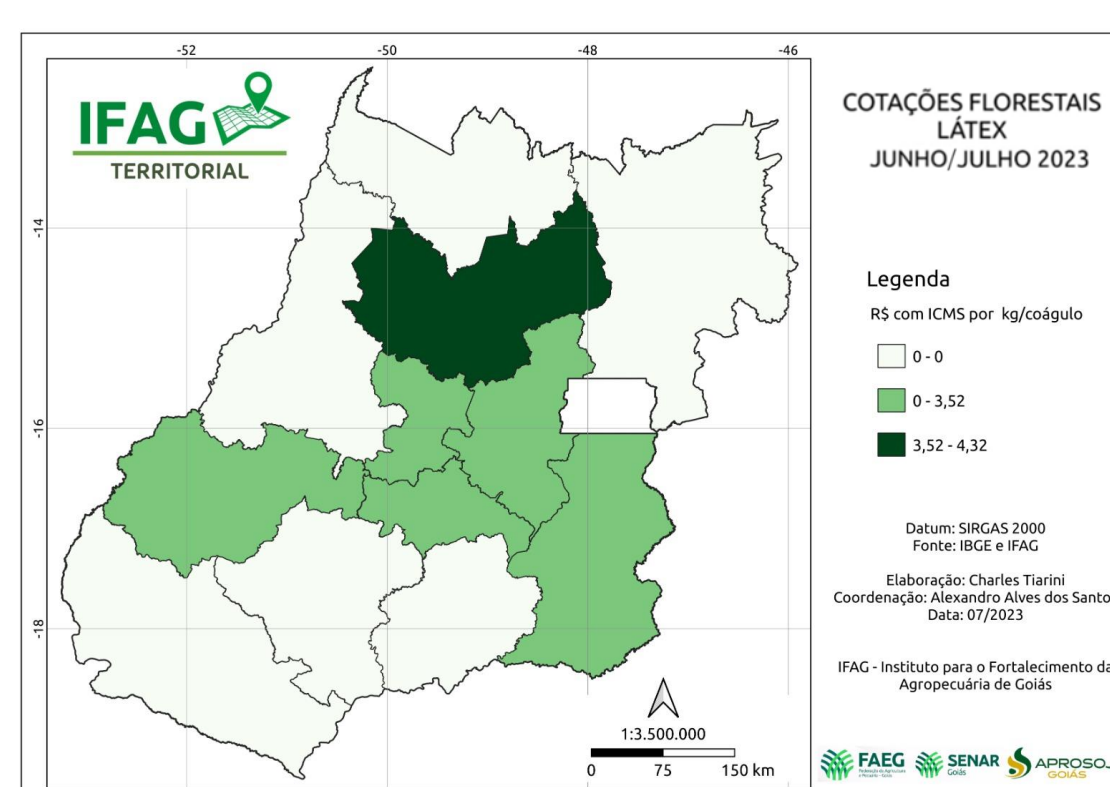 -52
-50
-48
-46
-14
-16
-18
IFAG
TERRITORIAL
1:3.500.000
0 75 150 km
COTAÇÕES FLORESTAIS
LÁTEX
JUNHO/JULHO 2023
Legenda
R$ com ICMS por kg/coágulo
0 - 0
0 - 3,52
3,52 - 4,32
Datum: SIRGAS 2000
Fonte: IBGE e IFAG
Elaboração: Charles Tiarini
Coordenação: Alexandro Alves dos Santo
Data: 07/2023
IFAG - Instituto para o Fortalecimento da
Agropecuária de Goiás
FAEG
SENAR
Goiás
APROSOJ
GOIÁS